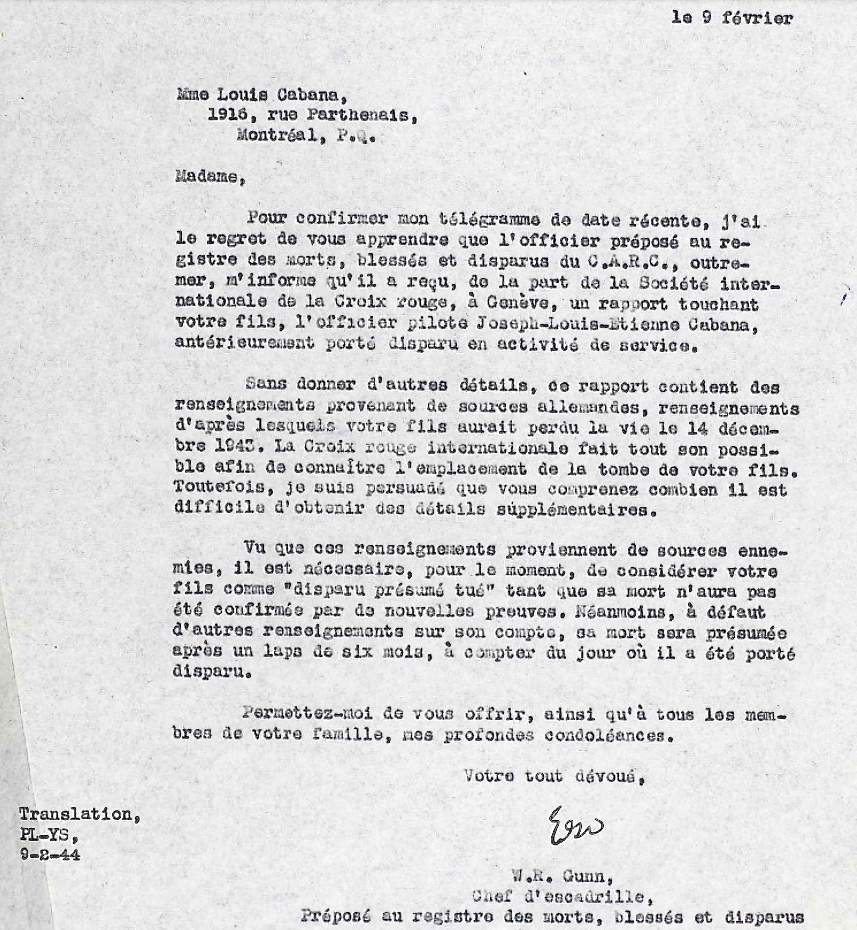 le 9 février
Mme Louis Cabana,
1916, rue Parthenais,
Montréal, P.Q.
Madame,
Pour confirmer mon télégramme de date récente, j'ai
le regret de vous apprendre que l'officier préposé au re-
gistre des morts, blessés et disparus du C.A.R.C., outre-
mer, m'informe qu'il a reçu, de la part de la Société inter-
nationale de la Croix rouge, à Genève, un rapport touchant
votre fils, l'officier pilote Joseph-Louis-Etienne Cabana,
antérieurement porté disparu en activité de service.
Sans donner d'autres détails, ce rapport contient des
renseignements provenant de sources allemandes, renseignements
d'après lesquels votre fils aurait perdu la vie le 14 décem-
bre 1943. La Croix rouge internationale fait tout son possi-
ble afin de connaître l'emplacement de la tombe de votre fils.
Toutefois, je suis persuadé que vous comprenez combien il est
difficile d'obtenir des détails supplémentaires.
Vu que ces renseignements proviennent de sources enne-
mies, il est nécessaire, pour le moment, de considérer votre
fils comme "disparu présumé tué" tant que sa mort n'aura pas
été confirmée par de nouvelles preuves. Néanmoins, à défaut
d'autres renseignements sur son compte, sa mort sera présumée
après un laps de six mois, à compter du jour où il a été porté
disparu.
Permettez-moi de vous offrir, ainsi qu'à tous les mem-
bres de votre famille, mes profondes condoléances.
Votre tout dévoué,
Translation,
PL-YS,
9-2-44
W.R. Gunn,
Chef d'escadrille,
Préposé au registre des morts, blessés et disparus